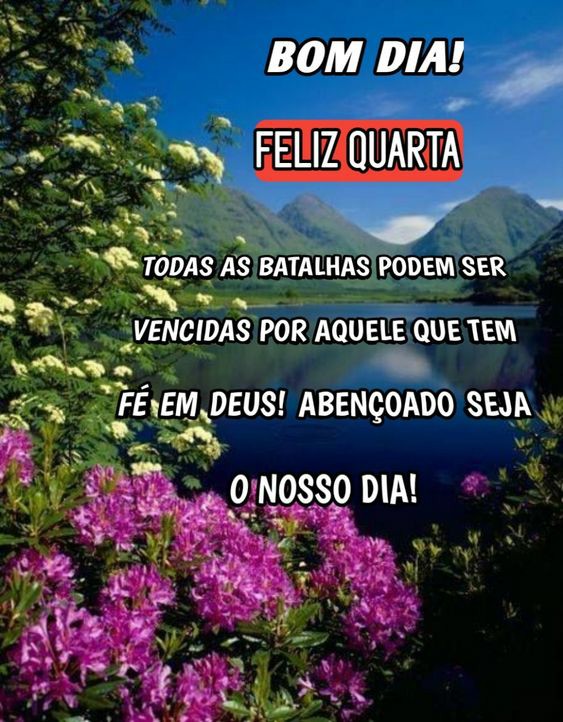 BOM DIA!
FELIZ QUARTA
TODAS AS BATALHAS PODEM SER
VENCIDAS POR AQUELE QUE TEM
FÉ EM DEUS! ABENÇOADO SEJA
O NOSSO DIA!